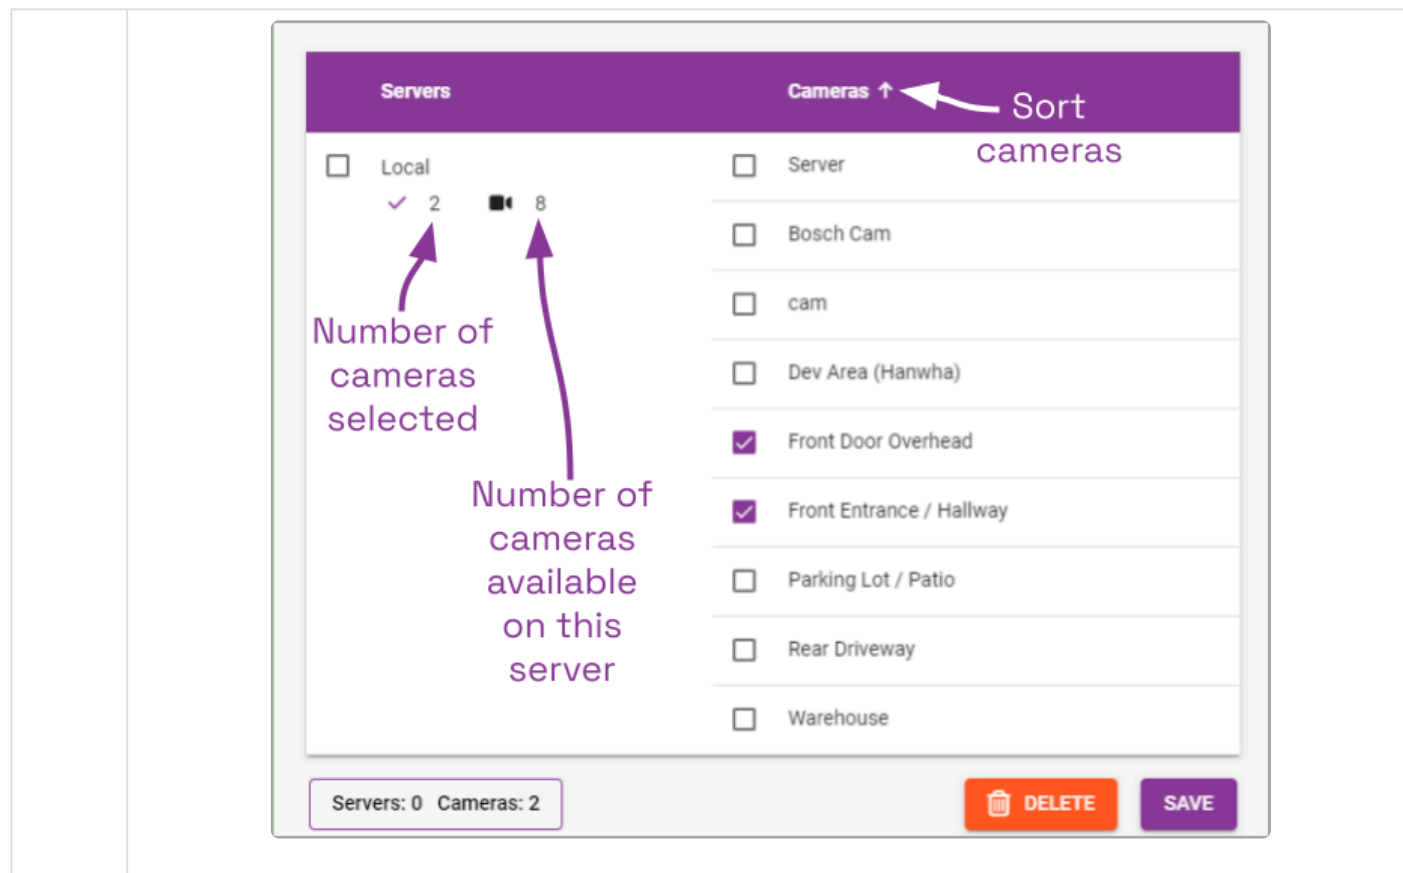 Servers
Cameras ↑
Sort
cameras
Local
2 8
Number of
cameras
selected
Number of
cameras
available
on this
server
Server
Bosch Cam
cam
Dev Area (Hanwha)
Front Door Overhead
Front Entrance / Hallway
Parking Lot / Patio
Rear Driveway
Warehouse
Servers: 0 Cameras: 2
DELETE
SAVE